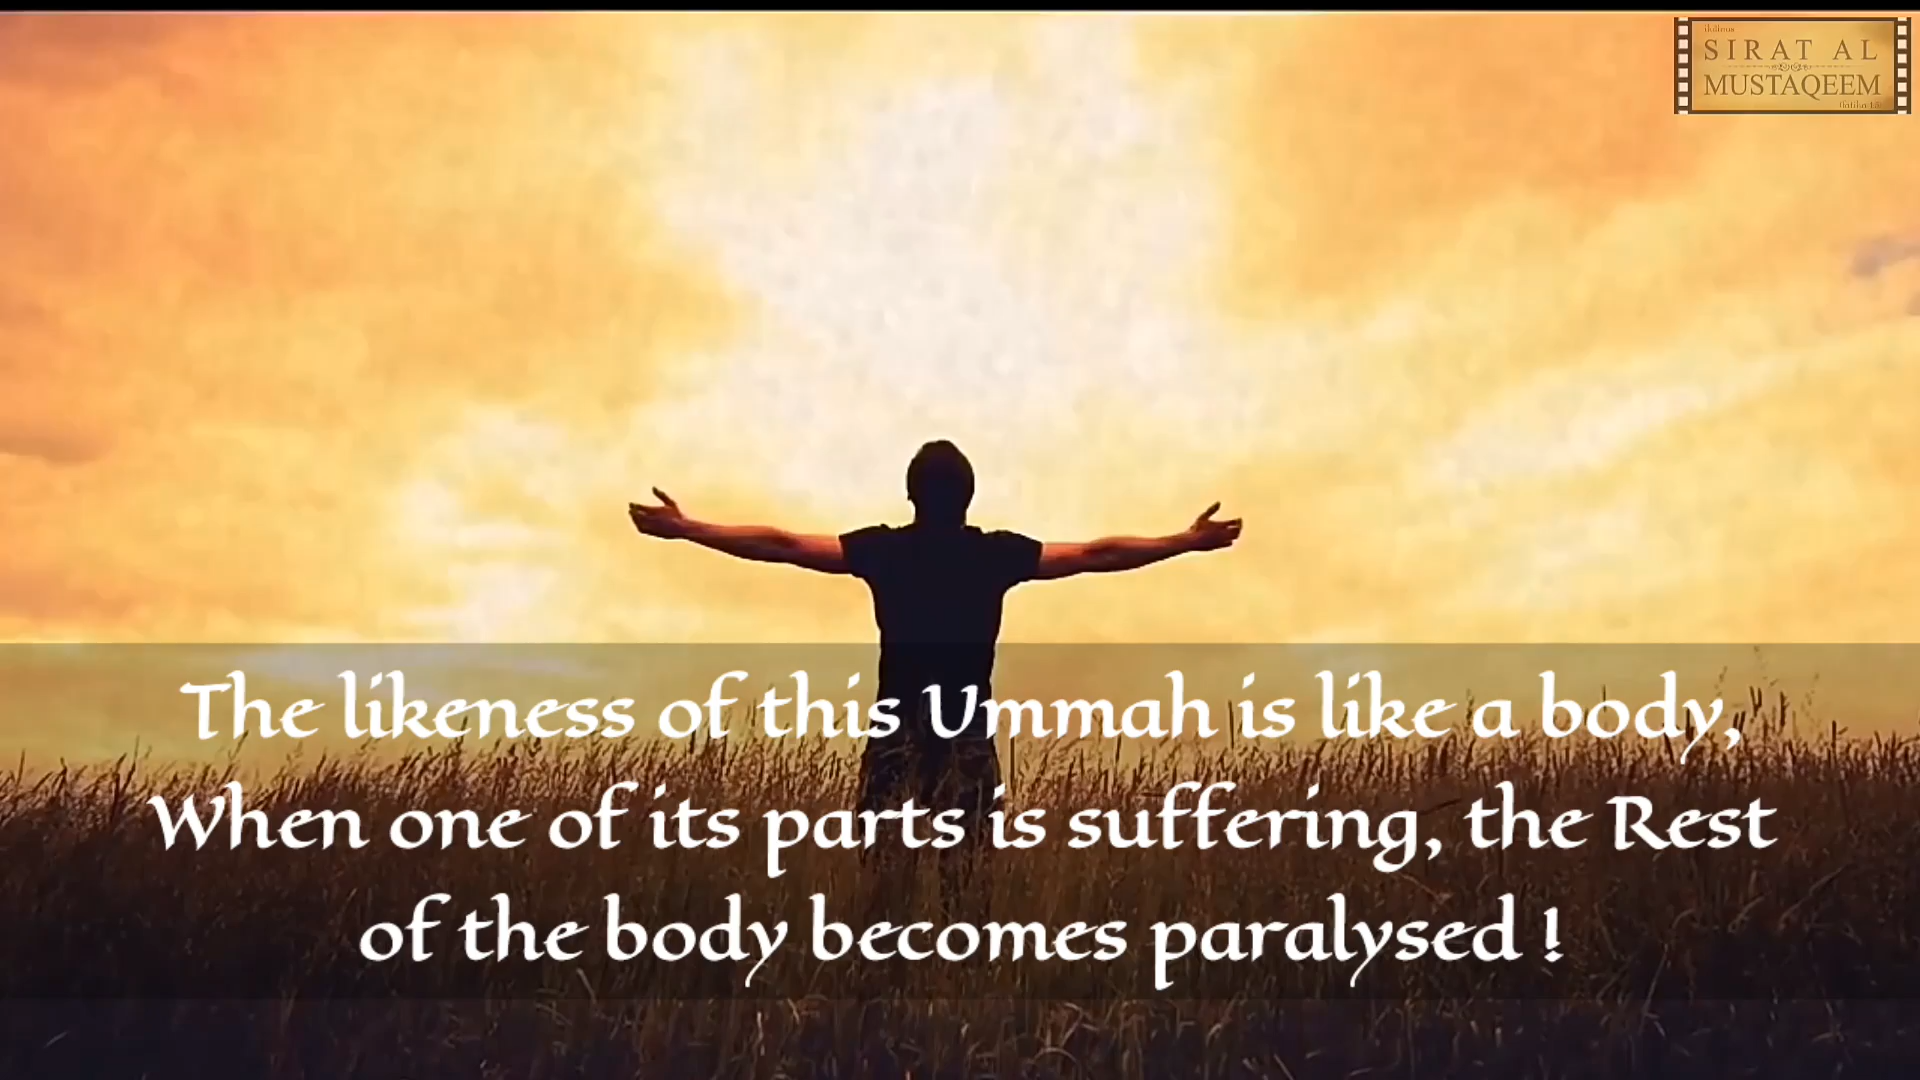 SIRAT AL
MUSTAQEEM
The likeness of this Ummah is like a body,
When one of its parts is suffering, the Rest
of the body becomes paralysed !